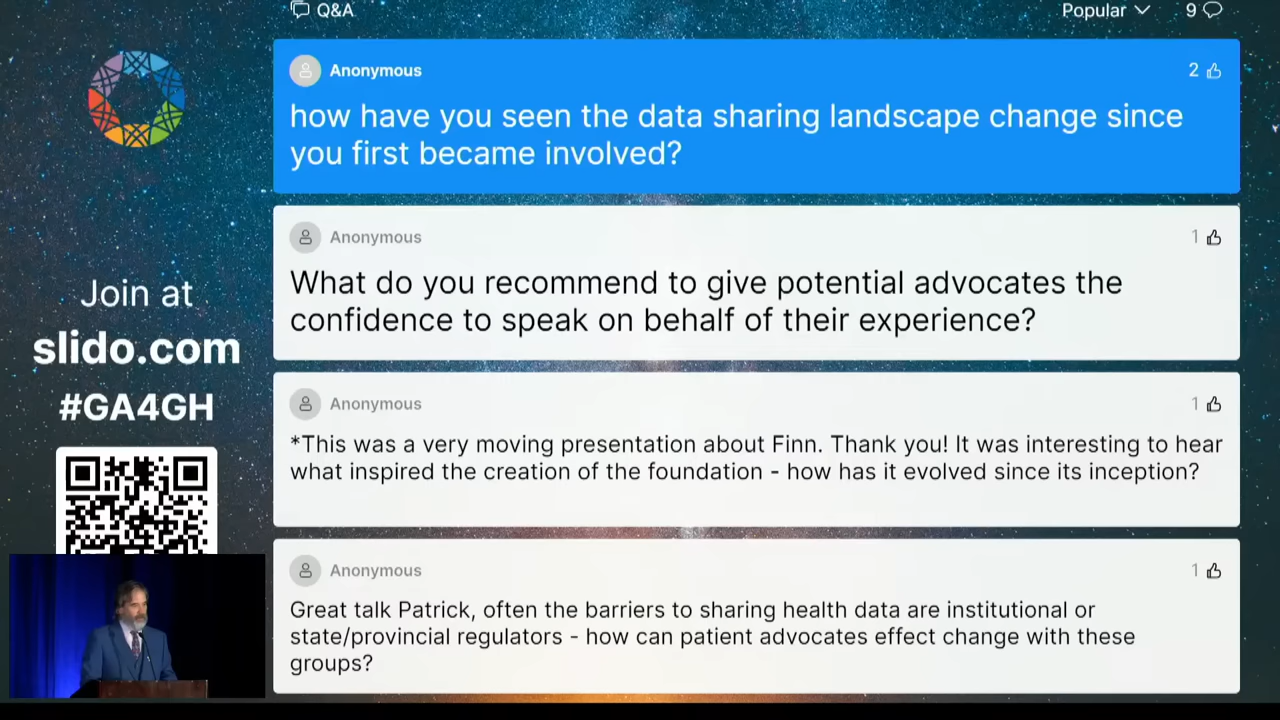 Q&A
Popular
9
Anonymous
2
how have you seen the data sharing landscape change since
you first became involved?
Anonymous
1
What do you recommend to give potential advocates the
confidence to speak on behalf of their experience?
Anonymous
1
*This was a very moving presentation about Finn. Thank you! It was interesting to hear
what inspired the creation of the foundation - how has it evolved since its inception?
Anonymous
1
Great talk Patrick, often the barriers to sharing health data are institutional or
state/provincial regulators - how can patient advocates effect change with these
groups?
Join at
slido.com
#GA4GH